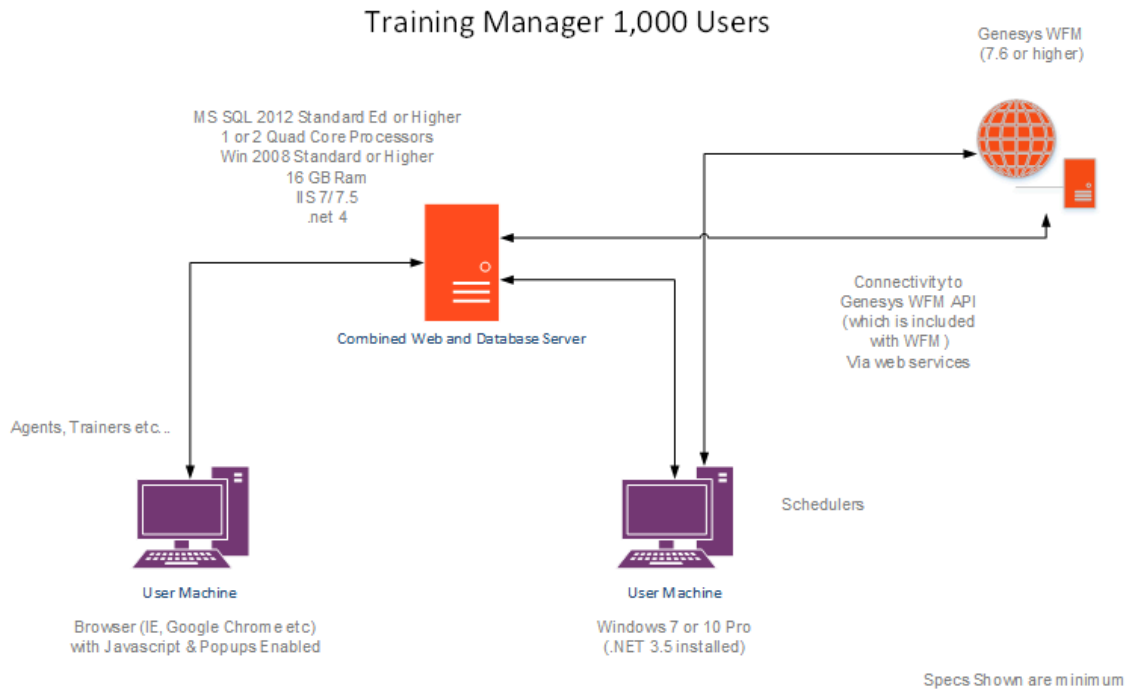 Training Manager 1,000 Users
Genesys WFM
(7.6 or higher)
MS SQL 2012 Standard Ed or Higher
1 or 2 Quad Core Processors
Win 2008 Standard or Higher
16 GB Ram
IIS 7/ 7.5
.net 4
Combined Web and Database Server
Connectivity to
Genesys WFM API
(which is included
with WFM )
Via web services
Agents, Trainers etc...
Schedulers
User Machine
Browser (IE, Google Chrome etc)
with Javascript & Popups Enabled
User Machine
Windows 7 or 10 Pro
(.NET 3.5 installed)
Specs Shown are minimum